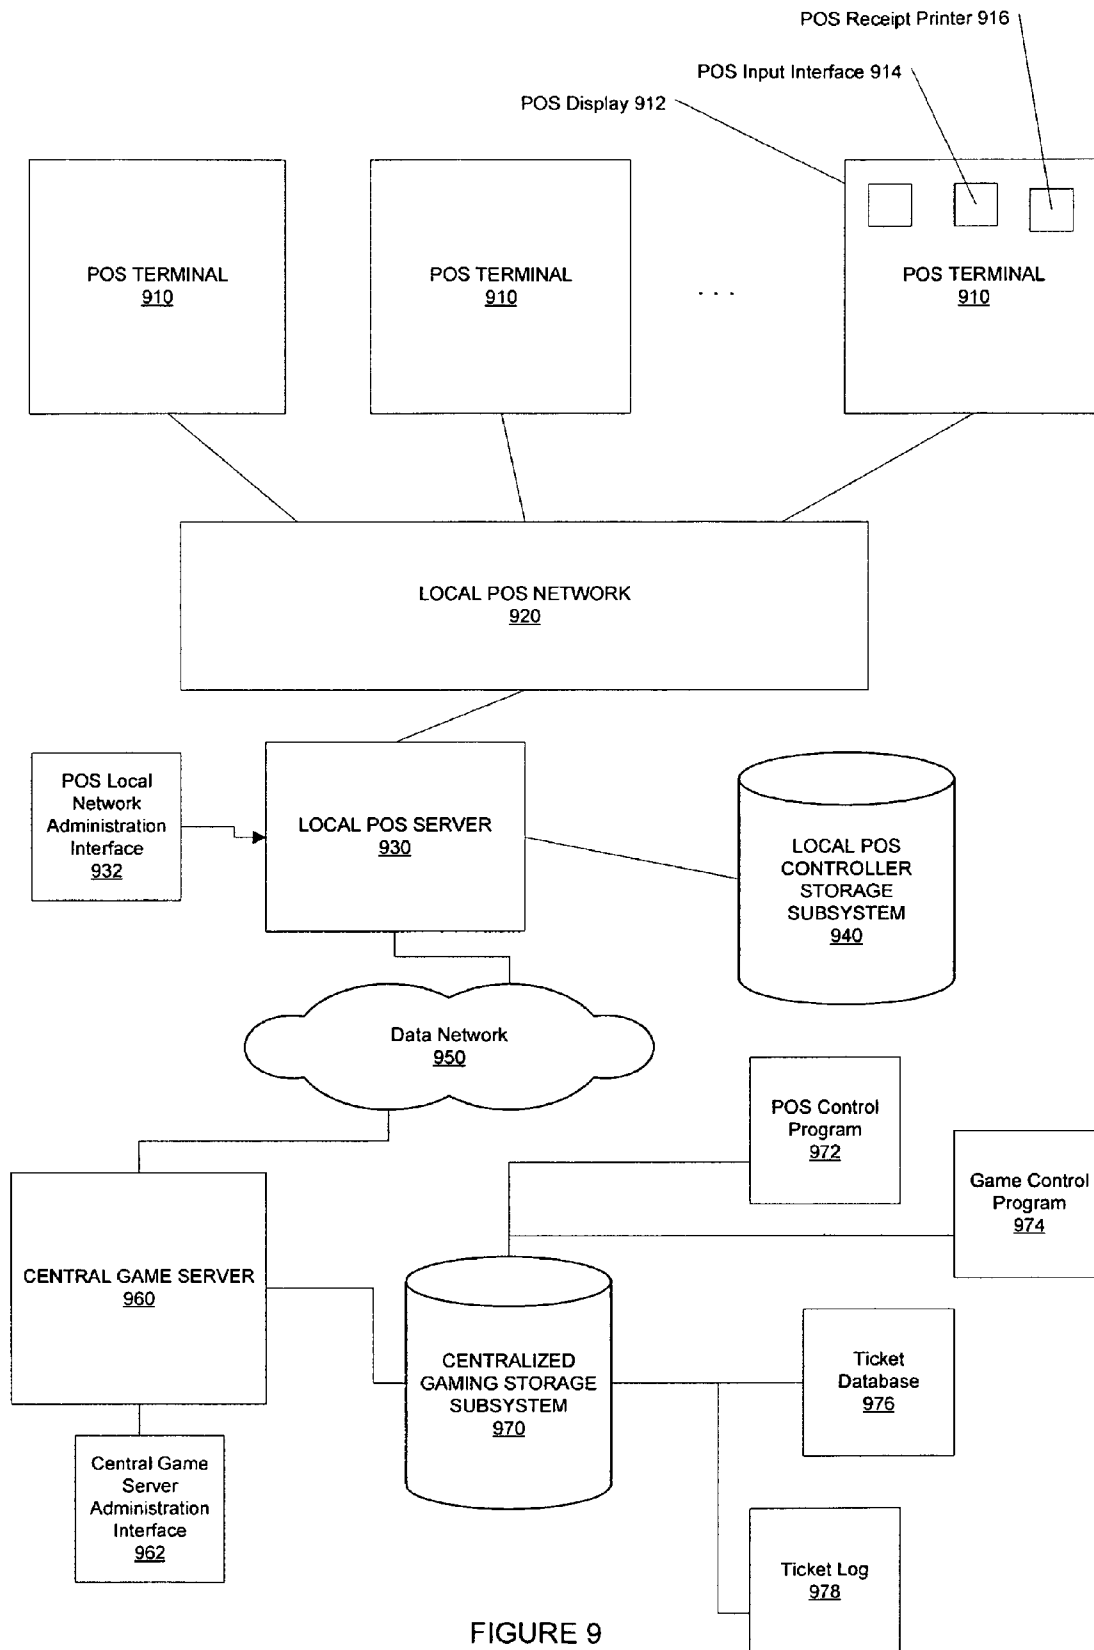 POS Receipt Printer 916
POS Input Interface 914
POS Display 912
POS TERMINAL
910
POS TERMINAL
910
. . .
POS TERMINAL
910
LOCAL POS NETWORK
920
POS Local
Network
Administration
Interface
932
LOCAL POS SERVER
930
LOCAL POS
CONTROLLER
STORAGE
SUBSYSTEM
940
Data Network
950
POS Control
Program
972
Game Control
Program
974
CENTRAL GAME SERVER
960
CENTRALIZED
GAMING STORAGE
SUBSYSTEM
970
Ticket
Database
976
Central Game
Server
Administration
Interface
962
Ticket Log
978
FIGURE 9